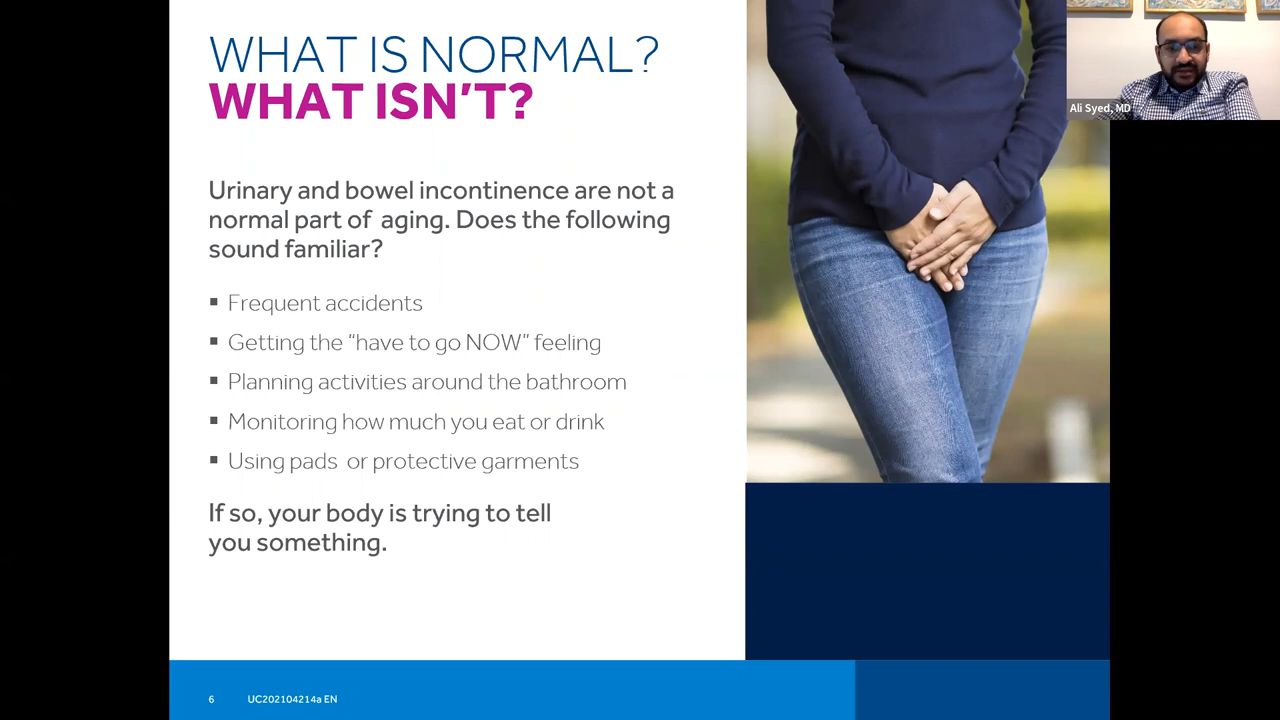 WHAT IS NORMAL?
WHAT ISN'T?
Urinary and bowel incontinence are not a
normal part of aging. Does the following
sound familiar?
▪ Frequent accidents
▪ Getting the "have to go NOW" feeling
▪ Planning activities around the bathroom
▪ Monitoring how much you eat or drink
▪ Using pads or protective garments
If so, your body is trying to tell
you something.
6 UC202104214a EN
Ali Syed, MD